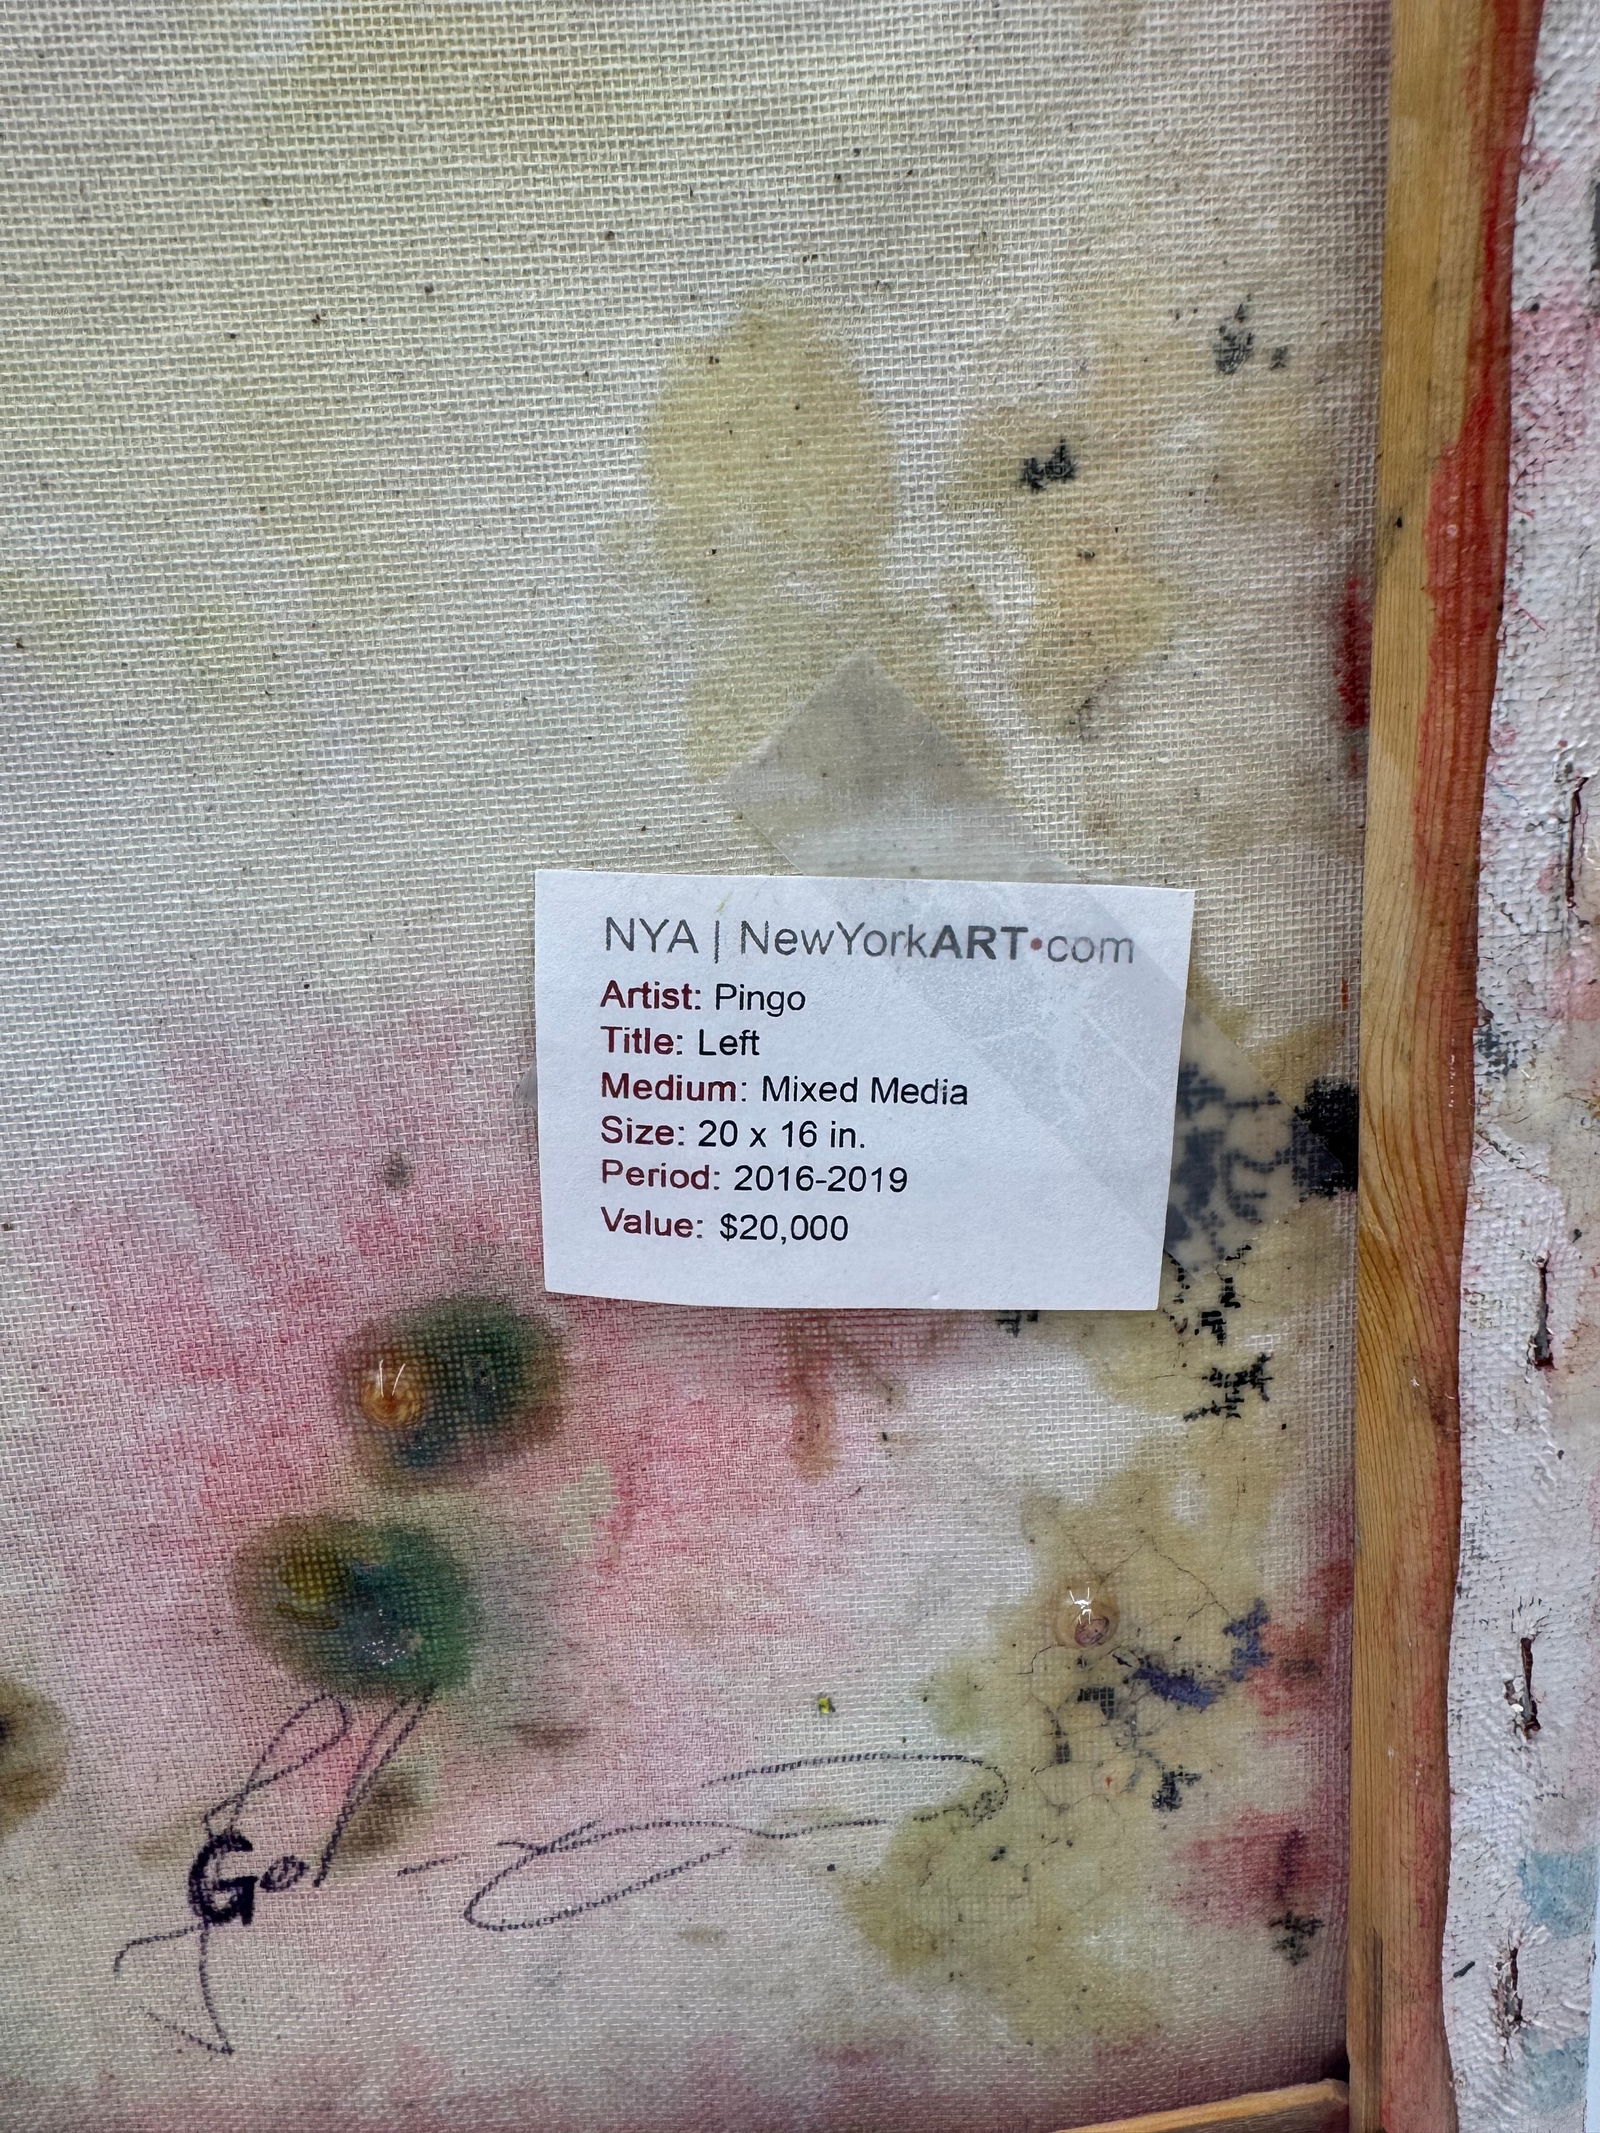 NYA | NewYorkART•com
Artist: Pingo
Title: Left
Medium: Mixed Media
Size: 20 x 16 in.
Period: 2016-2019
Value: $20,000